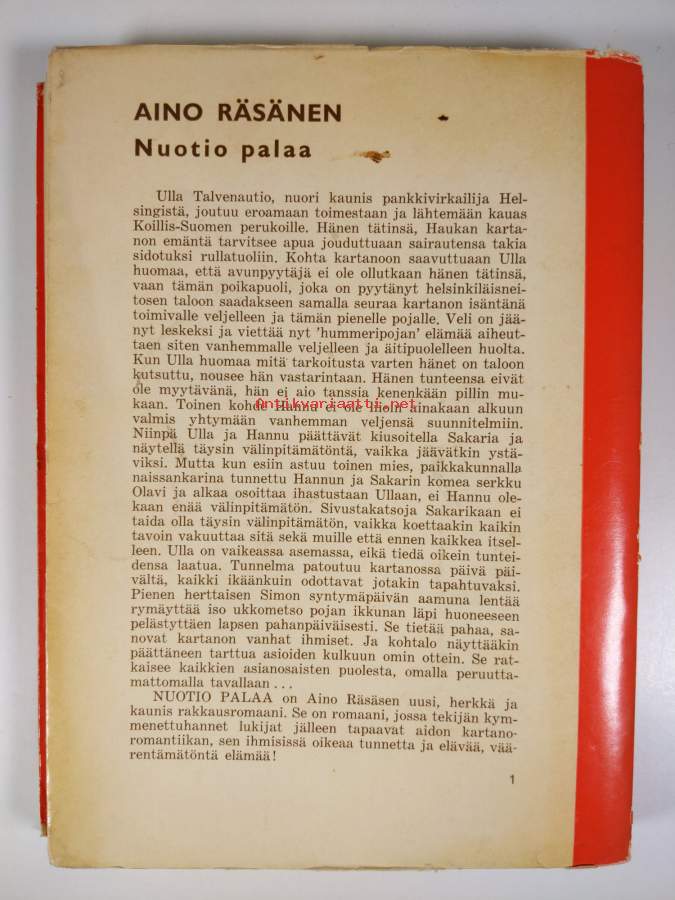 AINO RÄSÄNEN
Nuotio palaa
Ulla Talvenautio, nuori kaunis pankkivirkailija Hel-
singistä, joutuu eroamaan toimestaan ja lähtemään kauas
Koillis-Suomen perukoille. Hänen tätinsä, Haukan karta-
non emäntä tarvitsee apua jouduttuaan sairautensa takia
sidotuksi rullatuoliin. Kohta kartanoon saavuttuaan Ulla
huomaa, että avunpyytäjä ei ole ollutkaan hänen tätinsä,
vaan tämän poikapuoli, joka on pyytänyt helsinkiläisnei-
tosen taloon saadakseen samalla seuraa kartanon isäntänä
toimivalle veljelleen ja tämän pienelle pojalle. Veli on jää-
nyt leskeksi ja viettää nyt 'hummeripojan' elämää aiheut-
taen siten vanhemmalle veljelleen ja äitipuolelleen huolta.
Kun Ulla huomaa mitä tarkoitusta varten hänet on taloon
kutsuttu, nousee hän vastarintaan. Hänen tunteensa eivät
ole myytävänä, hän ei aio tanssia kenenkään pillin mu-
kaan. Toinen kohde Hannu ei ole ainakaan alkuun
valmis yhtymään vanhemman veljensä suunnitelmiin.
Niinpä Ulla ja Hannu päättävät kiusoitella Sakaria ja
näytellä täysin välinpitämätöntä, vaikka jäävätkin ystä-
viksi. Mutta kun esiin astuu toinen mies, paikkakunnalla
naissankarina tunnettu Hannun ja Sakarin komea serkku
Olavi ja alkaa osoittaa ihastustaan Ullaan, ei Hannu ole-
kaan enää välinpitämätön. Sivustakatsoja Sakarikaan ei
taida olla täysin välinpitämätön, vaikka koettaakin kaikin
tavoin vakuuttaa sitä sekä muille että ennen kaikkea itsel-
leen. Ulla on vaikeassa asemassa, eikä tiedä oikein tuntei-
densa laatua. Tunnelma patoutuu kartanossa päivä päi-
vältä, kaikki ikäänkuin odottavat jotakin tapahtuvaksi.
Pienen herttaisen Simon syntymäpäivän aamuna lentää
rymäyttää iso ukkometso pojan ikkunan läpi huoneeseen
pelästyttäen lapsen pahanpäiväisesti. Se tietää pahaa, sa-
novat kartanon vanhat ihmiset. Ja kohtalo näyttääkin
päättäneen tarttua asioiden kulkuun omin ottein. Se rat-
kaisee kaikkien asianosaisten puolesta, omalla peruutta-
mattomalla tavallaan . . .
NUOTIO PALAA on Aino Räsäsen uusi, herkkä ja
kaunis rakkausromaani. Se on romaani, jossa tekijän kym-
menettuhannet lukijat jälleen tapaavat aidon kartano-
romantiikan, sen ihmisissä oikeaa tunnetta ja elävää, vää-
rentämätöntä elämää!
1
Antikvariaatti.net